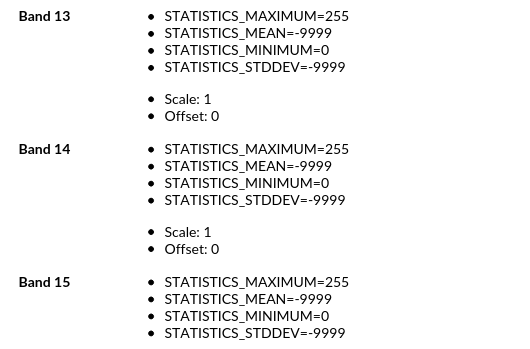 Band 13
• STATISTICS_MAXIMUM=255
• STATISTICS_MEAN=-9999
• STATISTICS_MINIMUM=0
• STATISTICS_STDDEV=-9999
• Scale: 1
• Offset: 0
Band 14
• STATISTICS_MAXIMUM=255
• STATISTICS_MEAN=-9999
• STATISTICS_MINIMUM=0
• STATISTICS_STDDEV=-9999
• Scale: 1
• Offset: 0
Band 15
• STATISTICS_MAXIMUM=255
• STATISTICS_MEAN=-9999
• STATISTICS_MINIMUM=0
• STATISTICS_STDDEV=-9999